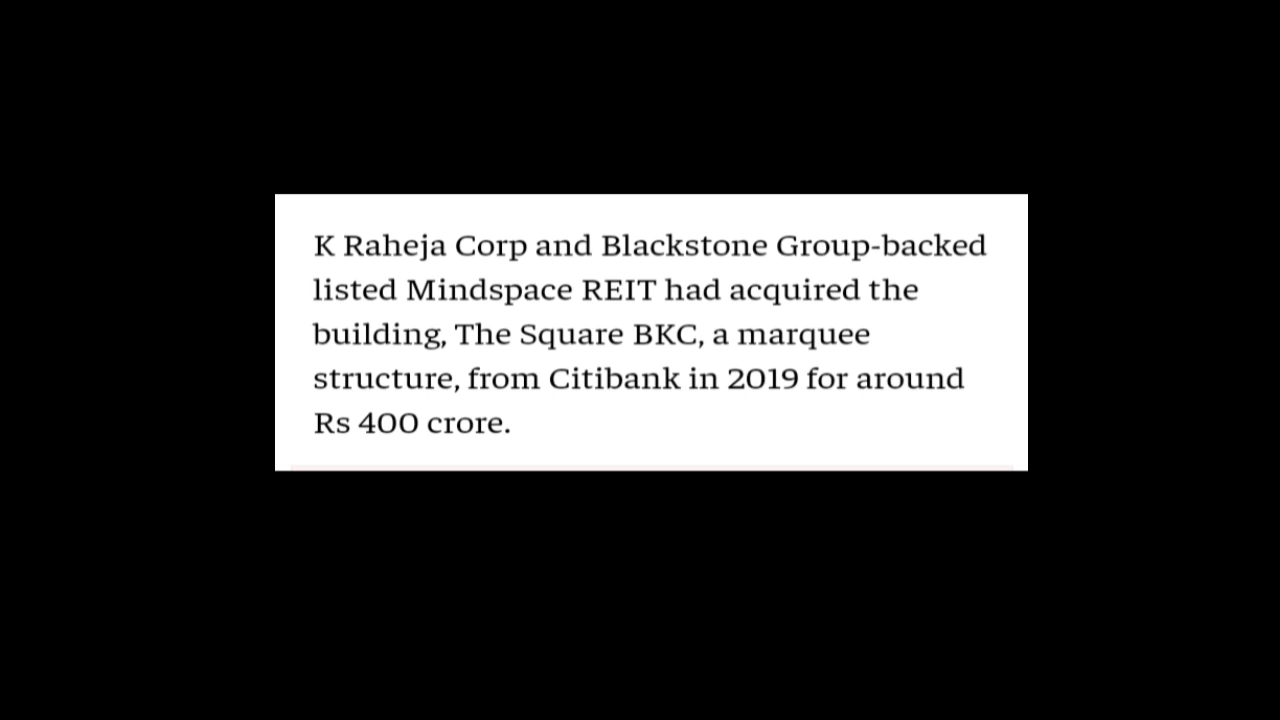 K Raheja Corp and Blackstone Group-backed
listed Mindspace REIT had acquired the
building, The Square BKC, a marquee
structure, from Citibank in 2019 for around
Rs 400 crore.